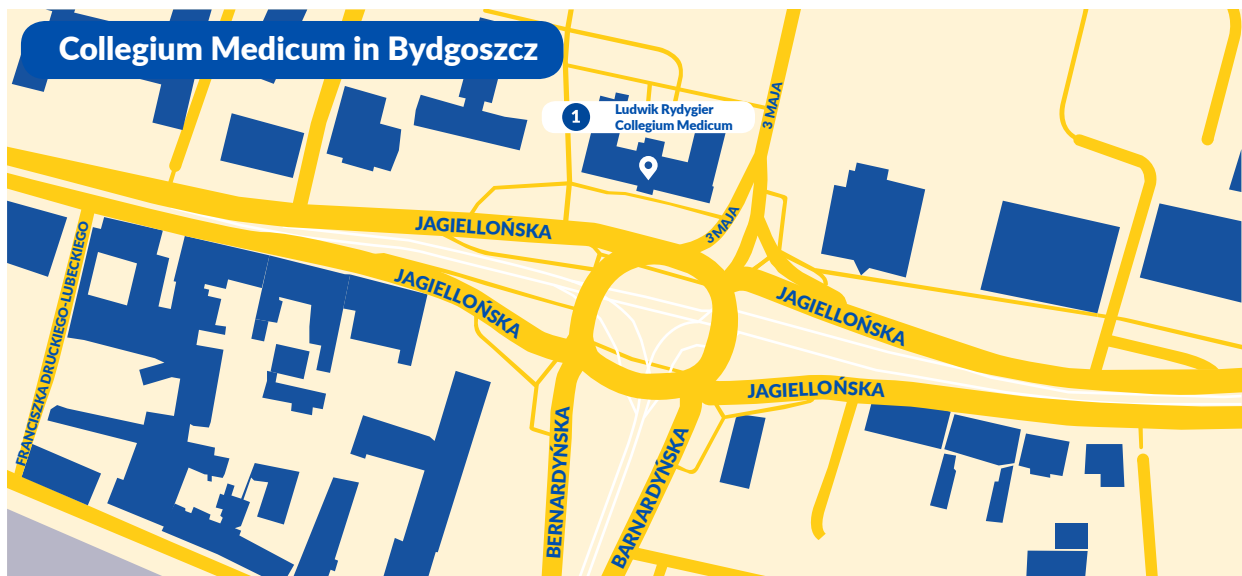 Collegium Medicum in Bydgoszcz
1
Ludwik Rydygier
Collegium Medicum
3 MAJA
3 MAJA
JAGIELLOŃSKA
JAGIELLOŃSKA
JAGIELLOŃSKA
JAGIELLOŃSKA
FRANCISZKA DRUCKIEGO-LUBECKIEGO
BERNARDYŃSKA
BARNARDYŃSKA